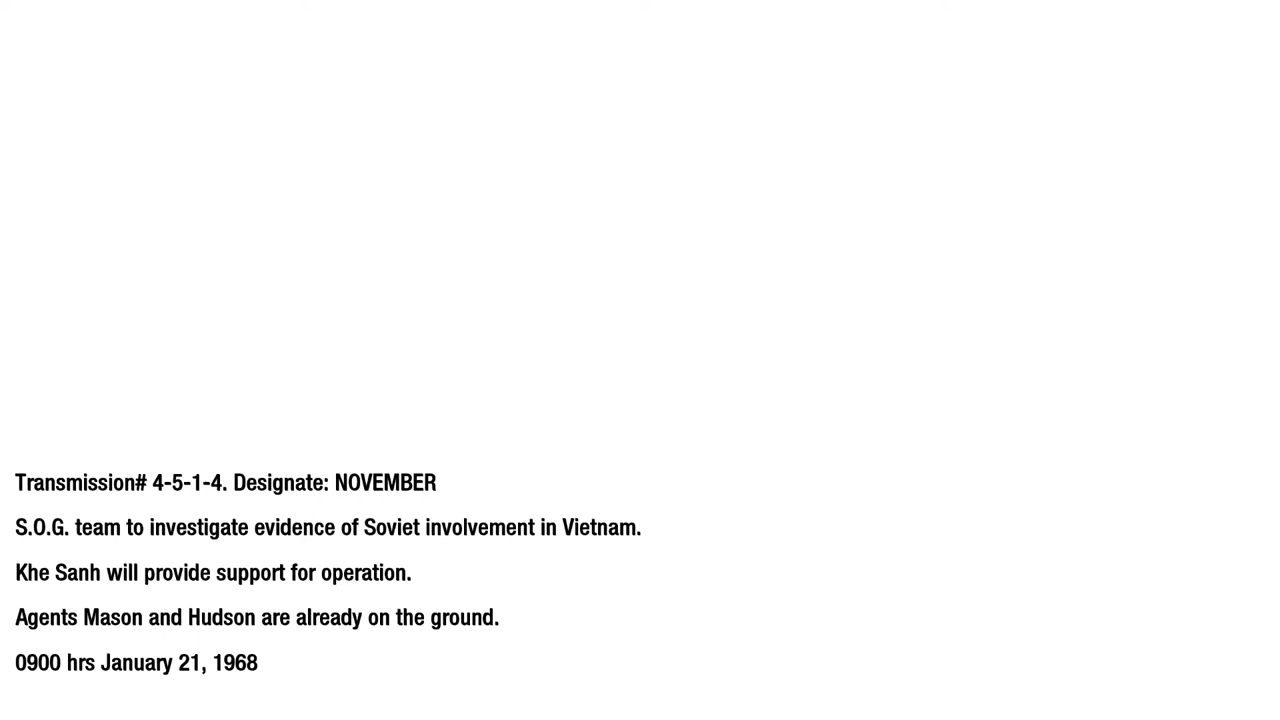 Transmission# 4-5-1-4. Designate: NOVEMBER
S.O.G. team to investigate evidence of Soviet involvement in Vietnam.
Khe Sanh will provide support for operation.
Agents Mason and Hudson are already on the ground.
0900 hrs January 21, 1968